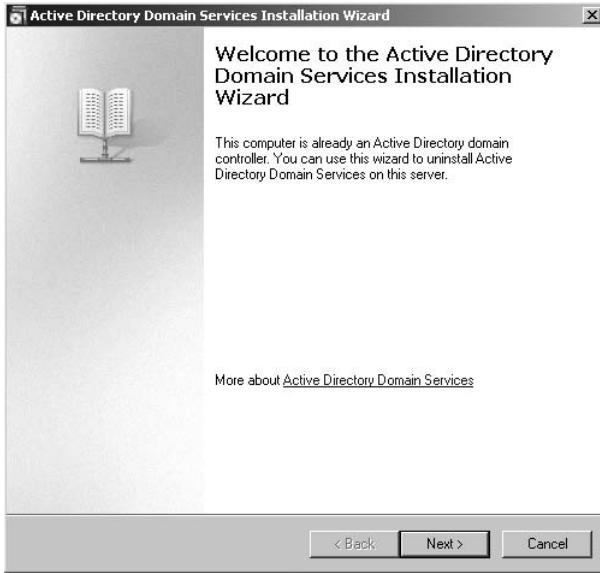 Active Directory Domain Services Installation Wizard
Welcome to the Active Directory
Domain Services Installation
Wizard
This computer is already an Active Directory domain
controller. You can use this wizard to uninstall Active
Directory Domain Services on this server.
More about Active Directory Domain Services
< Back
Next >
Cancel